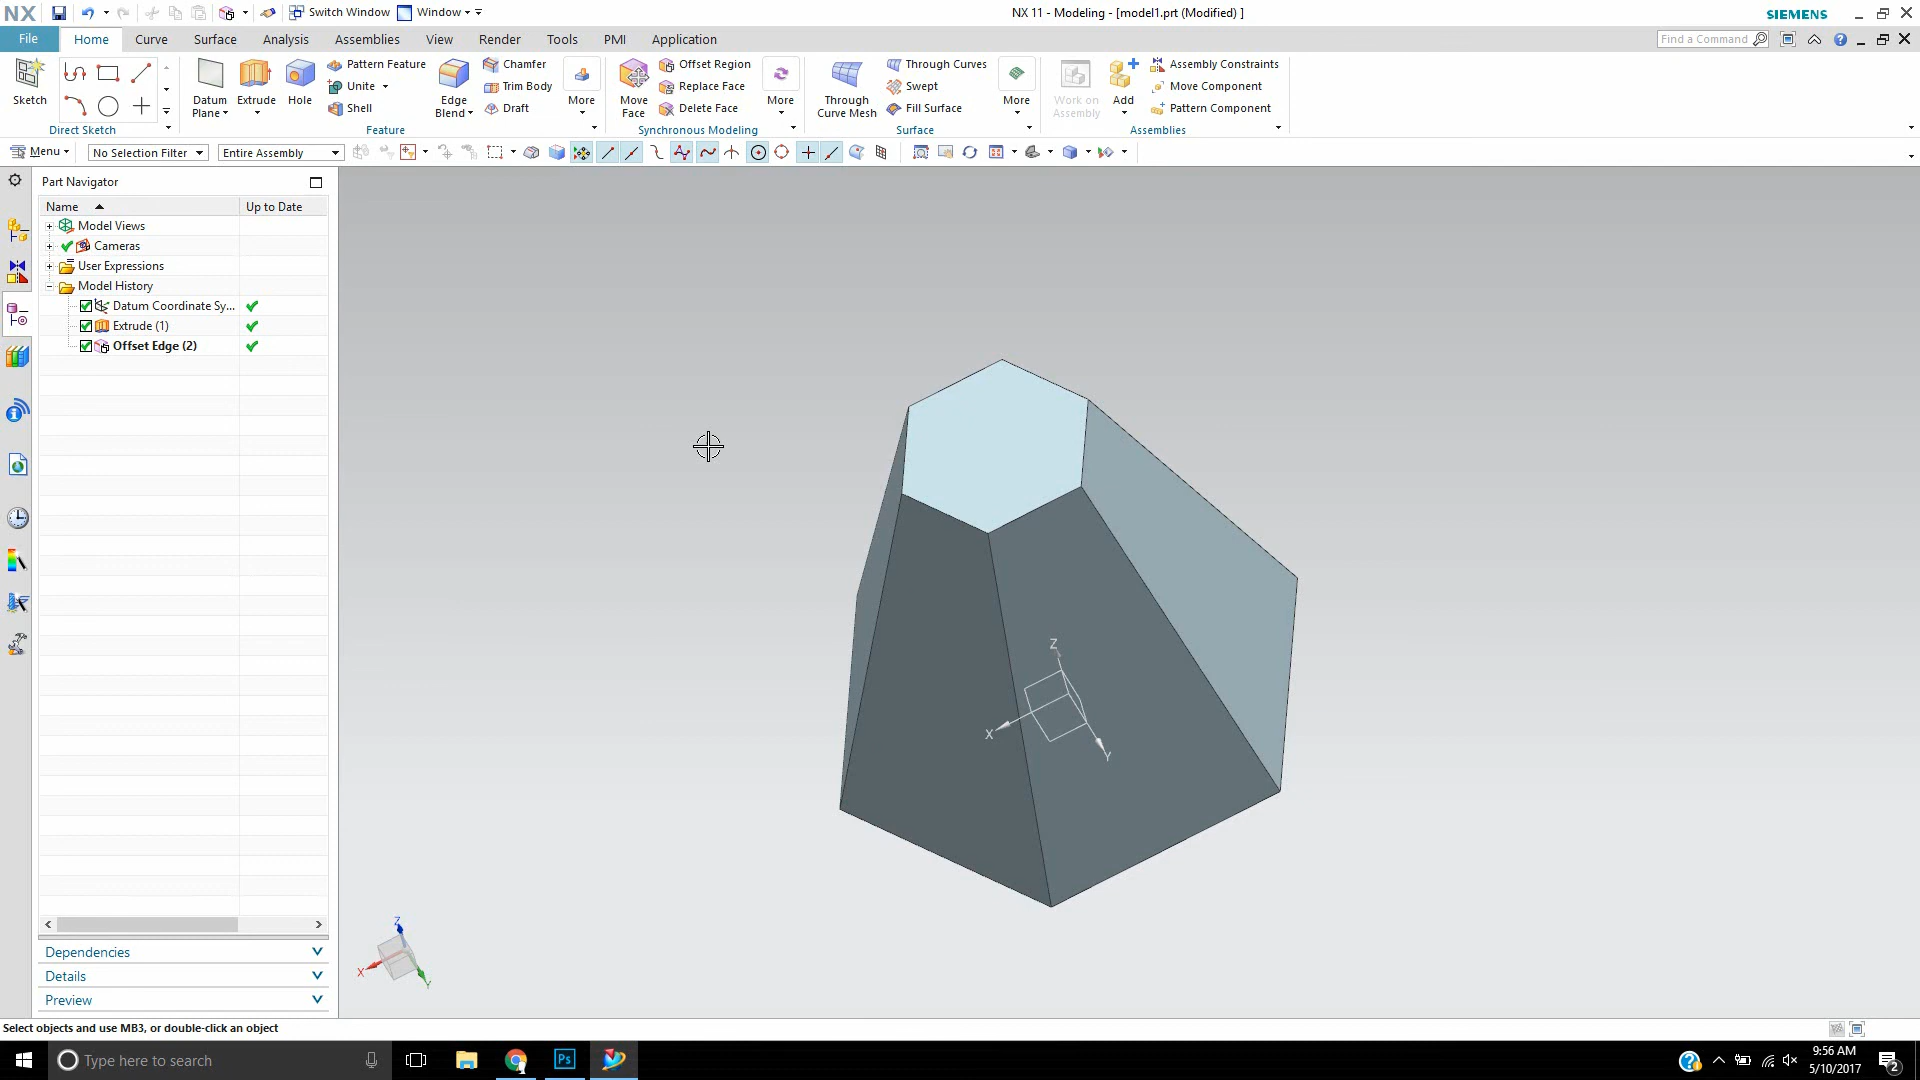 NX
Switch Window
Window
NX 11 - Modeling - [model1.prt (Modified) ]
SIEMENS
File
Home
Curve
Surface
Analysis
Assemblies
View
Render
Tools
PMI
Application
Find a Command
Sketch
Direct Sketch
Datum Plane
Extrude
Hole
Pattern Feature
Unite
Shell
Edge Blend
Chamfer
Trim Body
Draft
More
Feature
Move Face
Offset Region
Replace Face
Delete Face
More
Synchronous Modeling
Through Curve Mesh
Through Curves
Swept
Fill Surface
More
Surface
Work on Assembly
Add
Assembly Constraints
Move Component
Pattern Component
Assemblies
Menu
No Selection Filter
Entire Assembly
Part Navigator
Name
Up to Date
Model Views
Cameras
User Expressions
Model History
Datum Coordinate Sy...
Extrude (1)
Offset Edge (2)
Z
X
Y
Z
X
Y
Dependencies
Details
Preview
Select objects and use MB3, or double-click an object
Type here to search
Ps
9:56 AM
5/10/2017
2